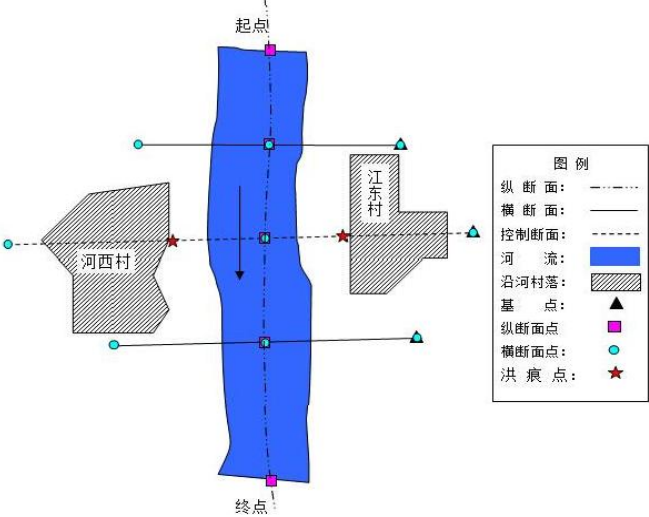 起点
江东村
河西村
终点
图 例
纵 断 面：
横 断 面：
控制断面：
河 流：
沿河村落：
基 点：
纵断面点
横断面点：
洪 痕 点：